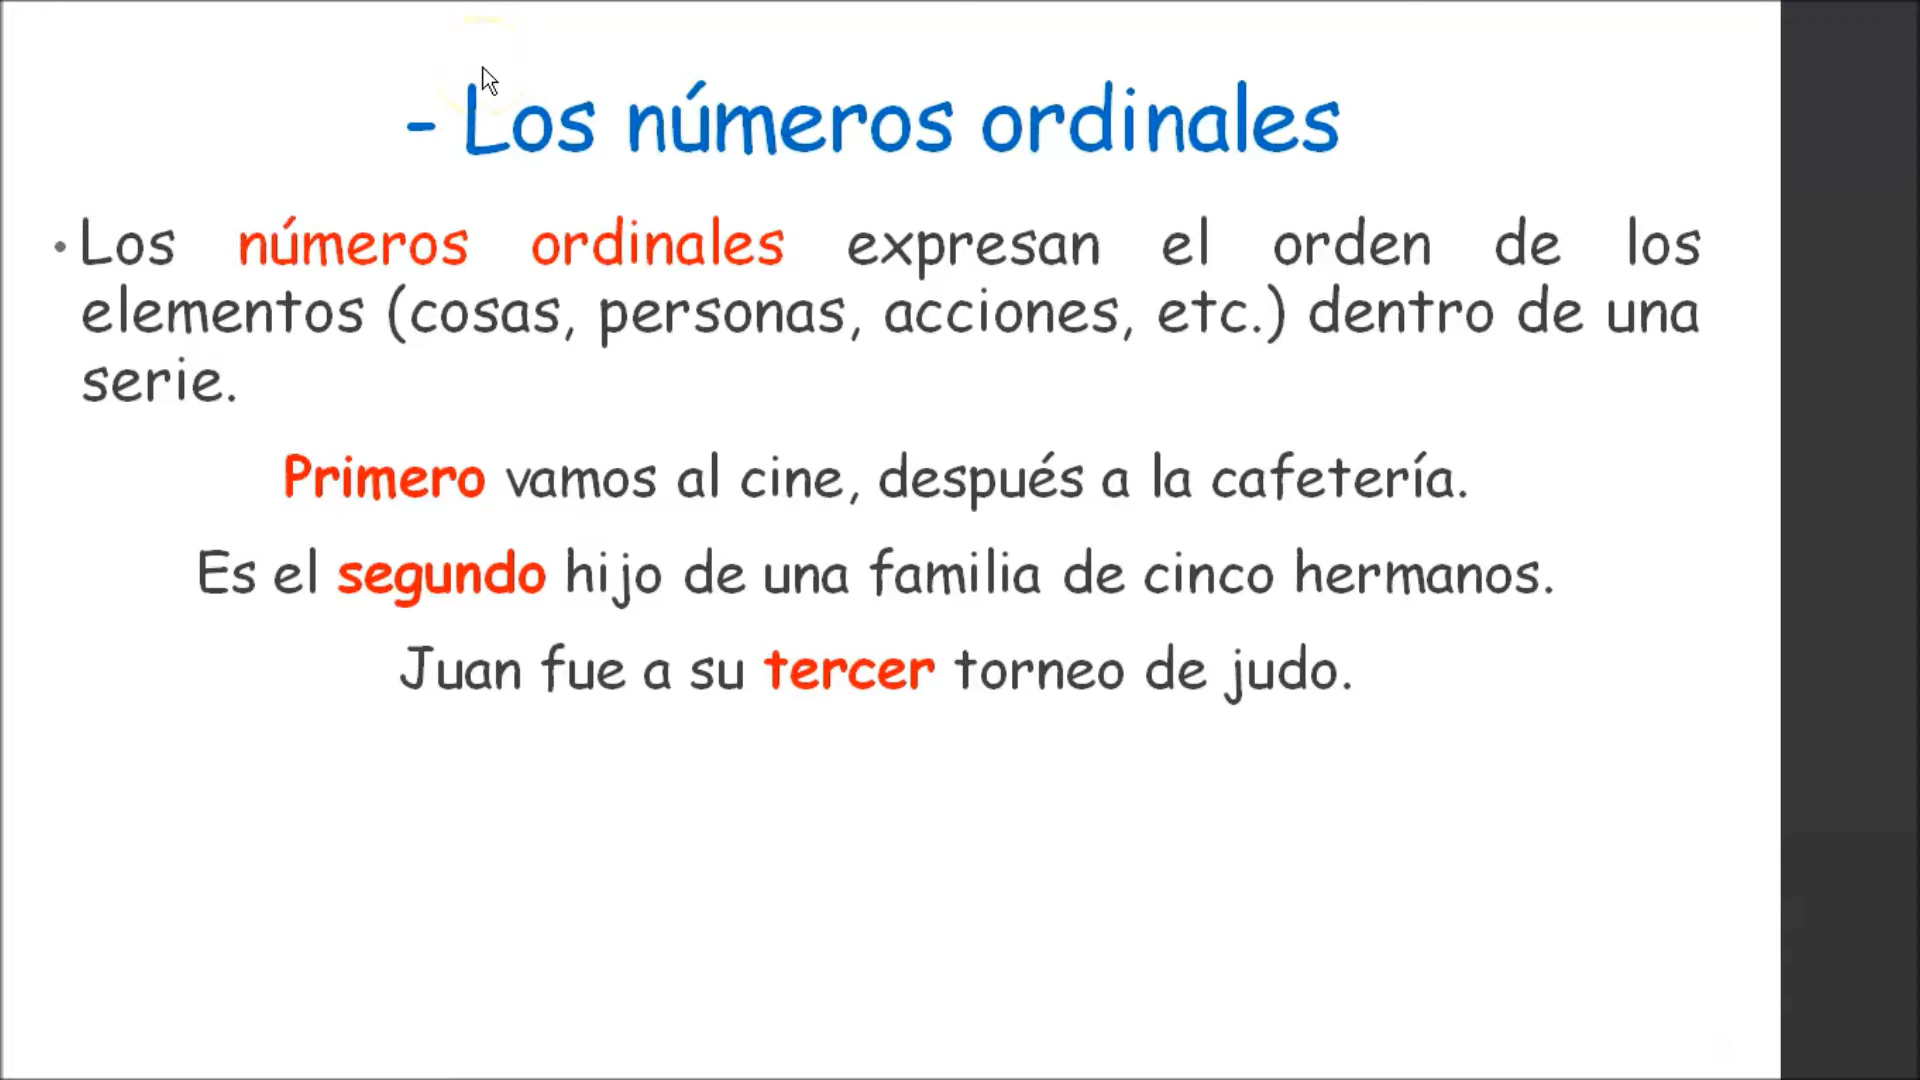 - Los números ordinales
• Los números ordinales expresan el orden de los
elementos (cosas, personas, acciones, etc.) dentro de una
serie.
Primero vamos al cine, después a la cafetería.
Es el segundo hijo de una familia de cinco hermanos.
Juan fue a su tercer torneo de judo.